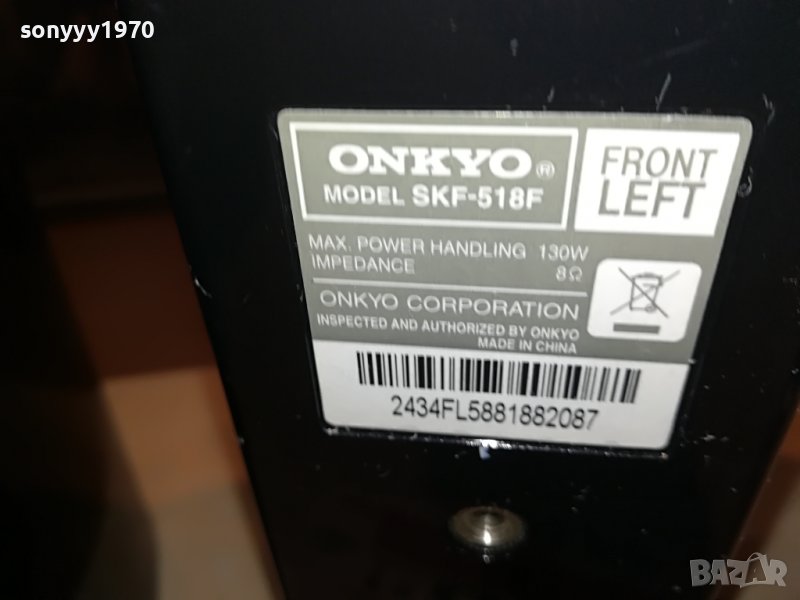 sonyyy1970
ONKYO®
MODEL SKF-518F
FRONT
LEFT
MAX. POWER HANDLING 130W
IMPEDANCE 8Ω
ONKYO CORPORATION
INSPECTED AND AUTHORIZED BY ONKYO
MADE IN CHINA
2434FL5881882087
BAZAR